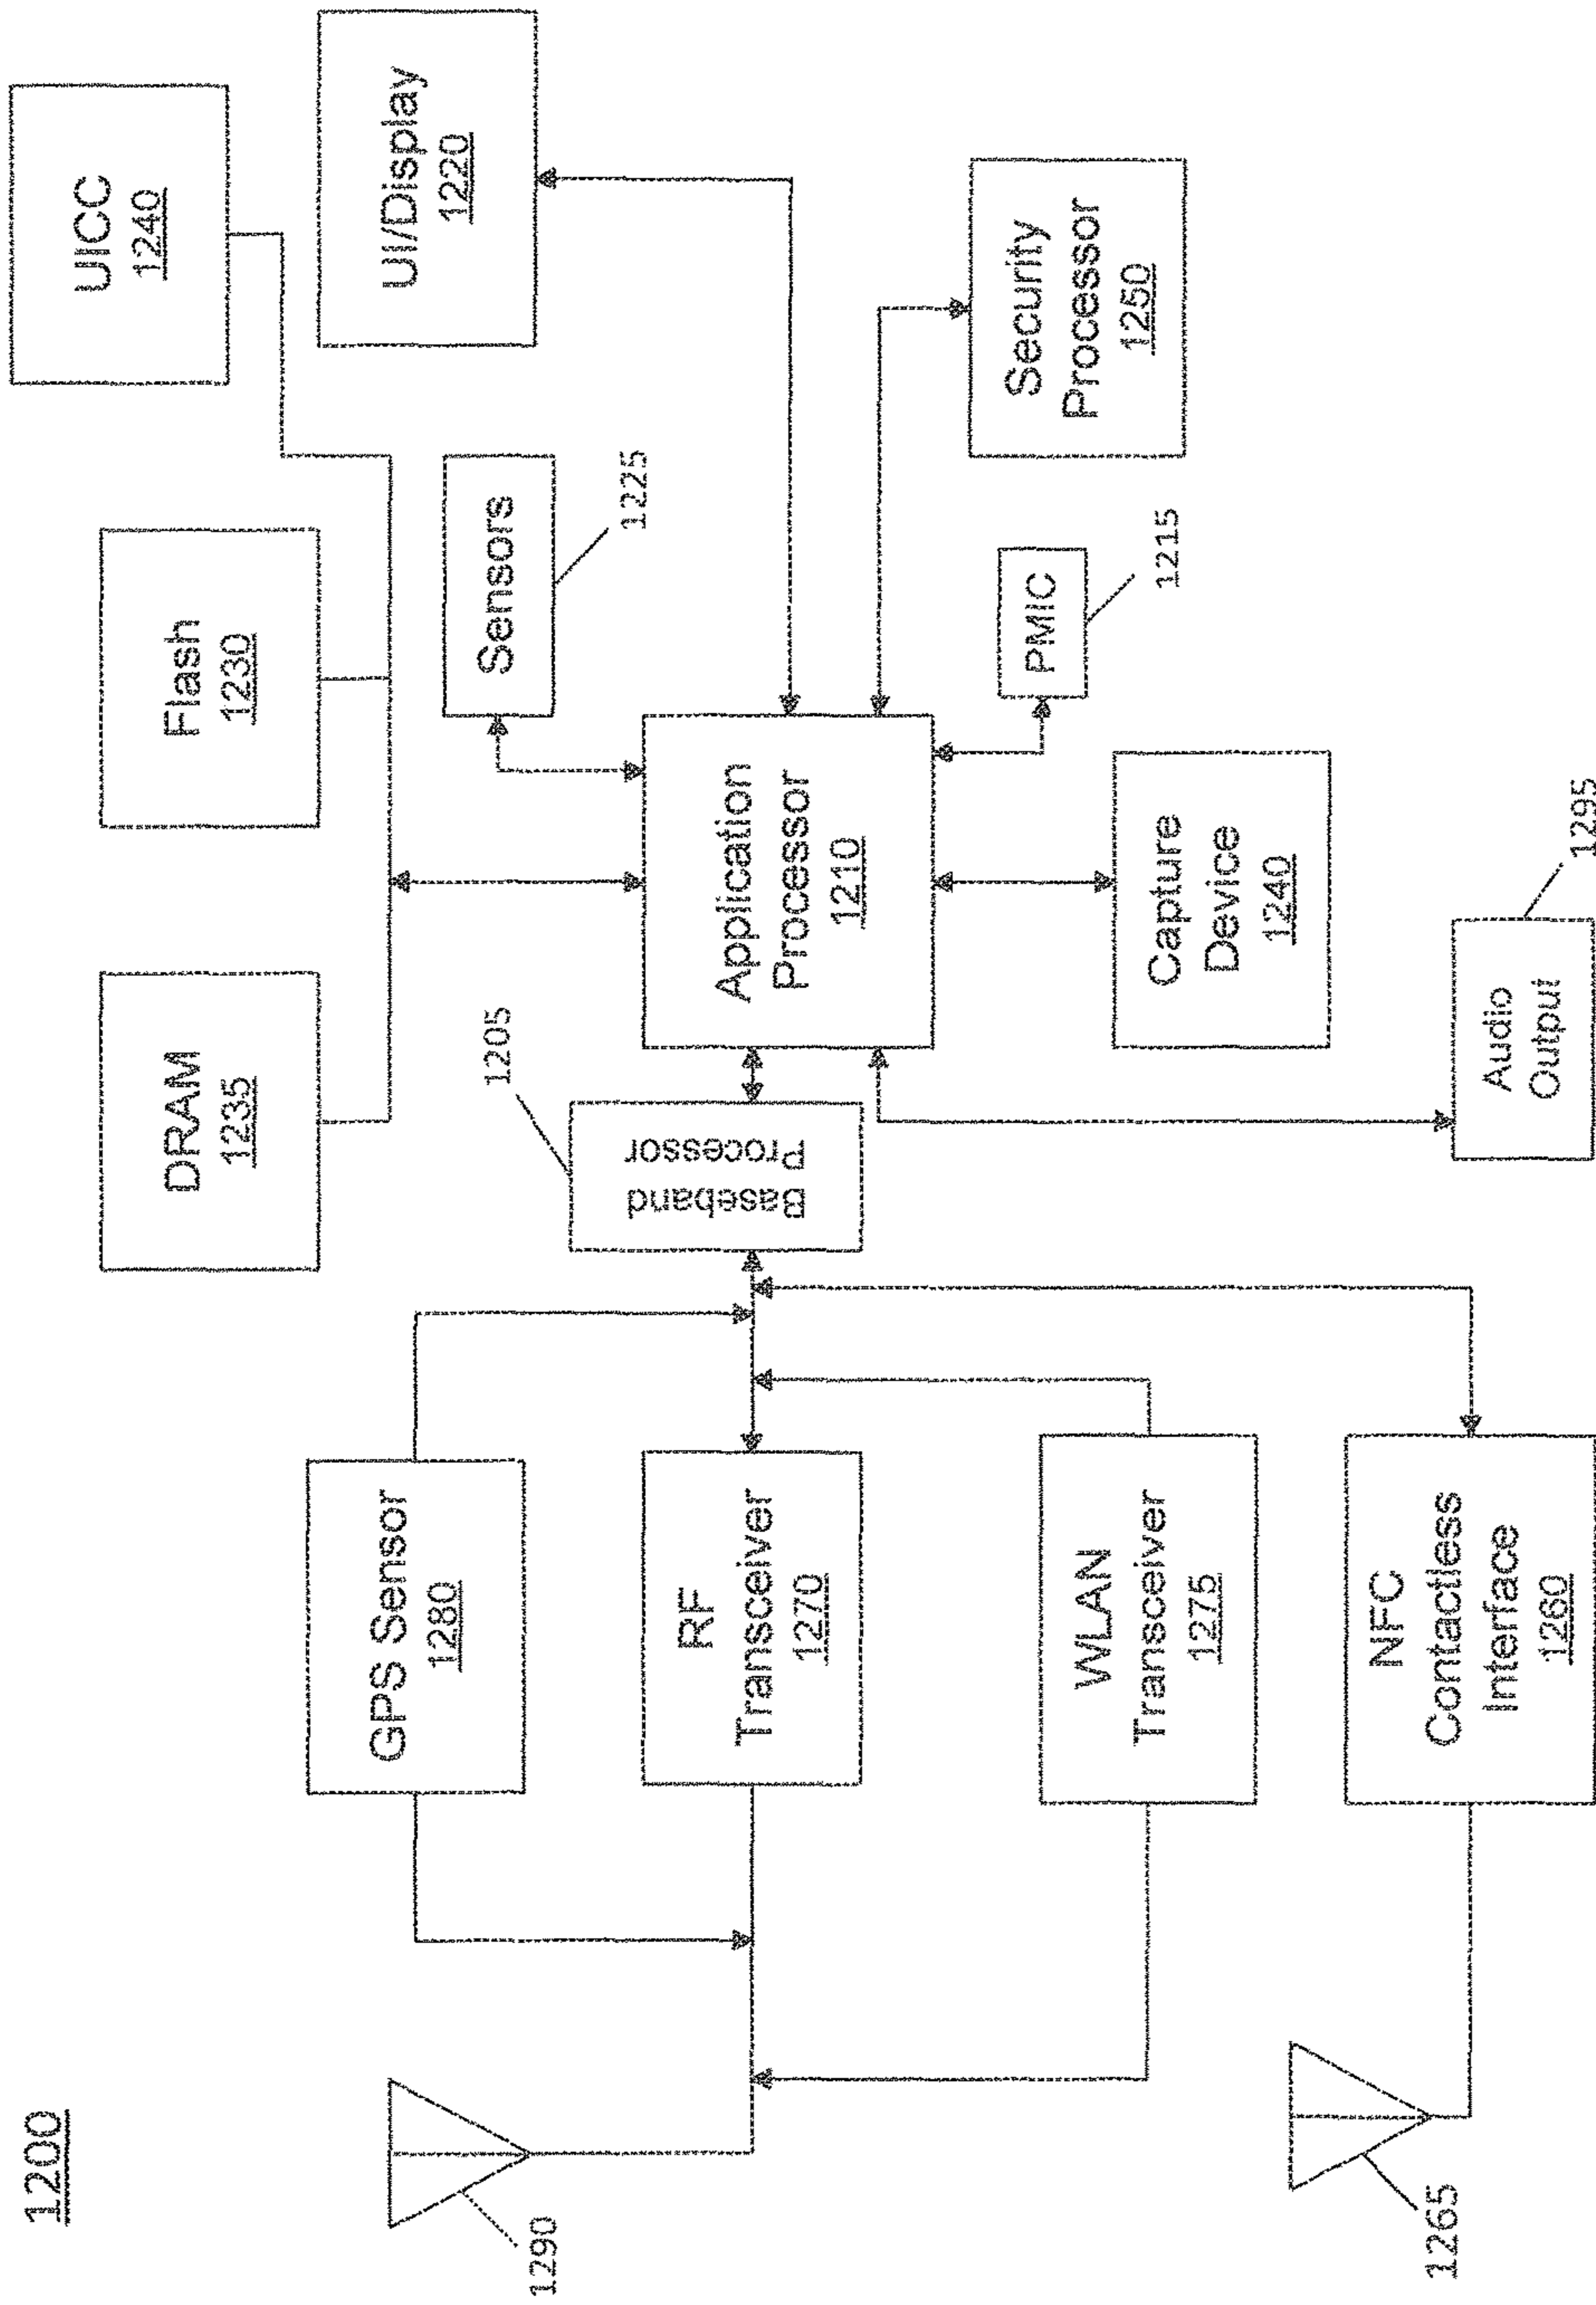 1200
UICC
1240
Flash
1230
DRAM
1235
UI/Display
1220
Sensors
1225
GPS Sensor
1280
1290
1205
Baseband
Processor
Application
Processor
1210
RF
Transceiver
1270
Security
Processor
1250
PMIC
1215
Capture
Device
1240
WLAN
Transceiver
1275
Audio
Output
1295
NFC
Contactless
Interface
1260
1265